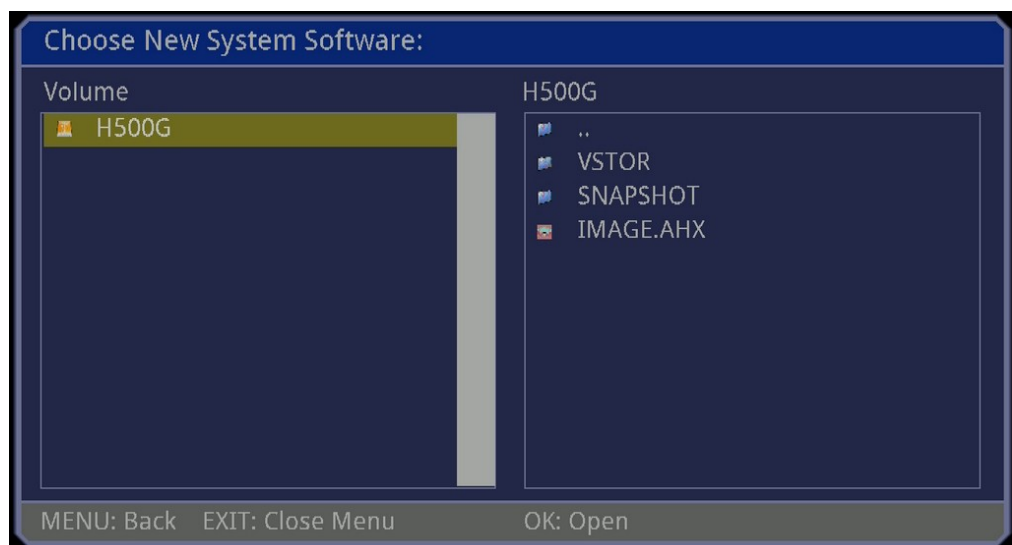 Choose New System Software:
Volume
H500G
H500G
..
VSTOR
SNAPSHOT
IMAGE.AHX
MENU: Back EXIT: Close Menu OK: Open